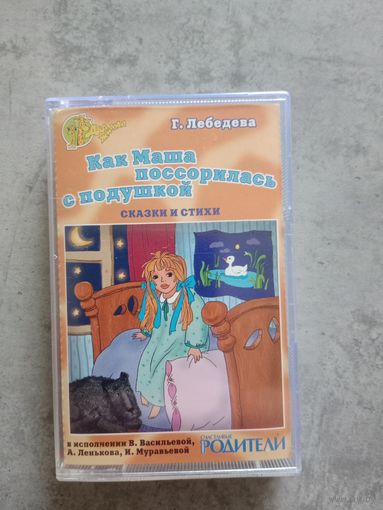 Г. Лебедева
Как Маша
поссорилась
с подушкой
СКАЗКИ И СТИХИ
в исполнении В. Васильевой,
А. Ленькова, И. Муравьевой
СЧАСТЛИВЫЕ
РОДИТЕЛИ